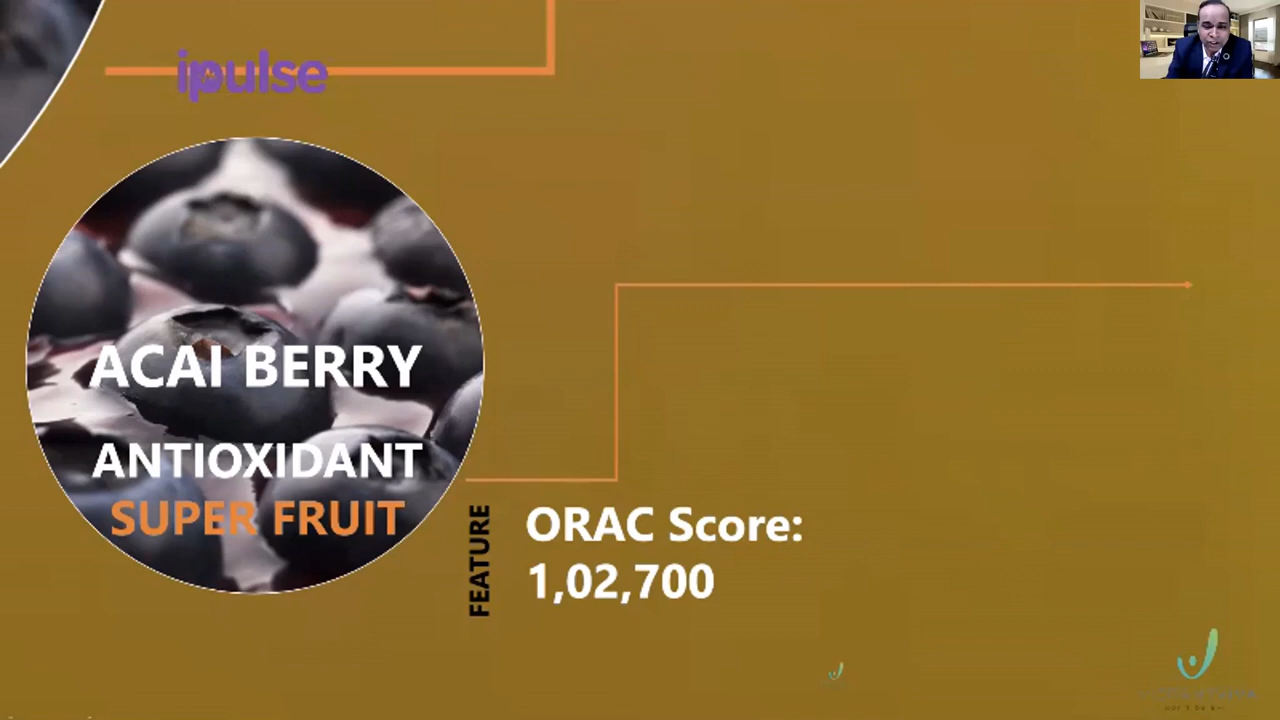 ipulse
ACAI BERRY
ANTIOXIDANT
SUPER FRUIT
FEATURE
ORAC Score:
1,02,700